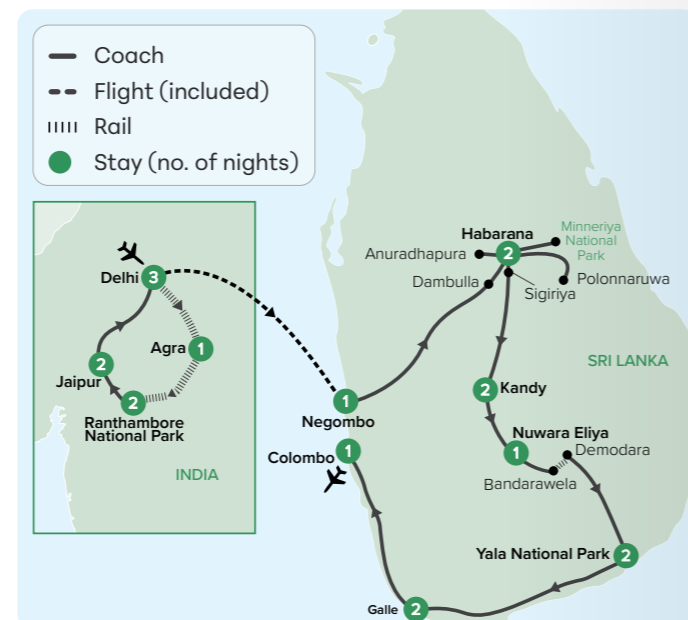 Coach
Flight (included)
Rail
Stay (no. of nights)
Delhi
3
Agra
1
2
Jaipur
2
Ranthambore
National Park
INDIA
Habarana
2
Minneriya
National
Park
Anuradhapura
Dambulla
Sigiriya
Polonnaruwa
SRI LANKA
2
Kandy
1
Negombo
Colombo
1
Nuwara Eliya
1
Demodara
Bandarawela
Yala National Park
2
Galle
2